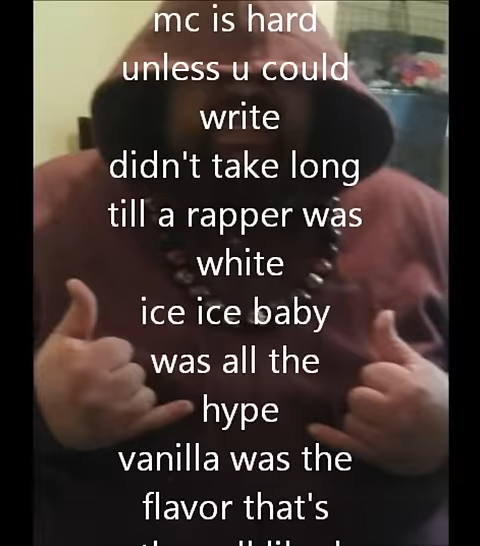 mc is hard
unless u could
write
didn't take long
till a rapper was
white
ice ice baby
was all the
hype
vanilla was the
flavor that's